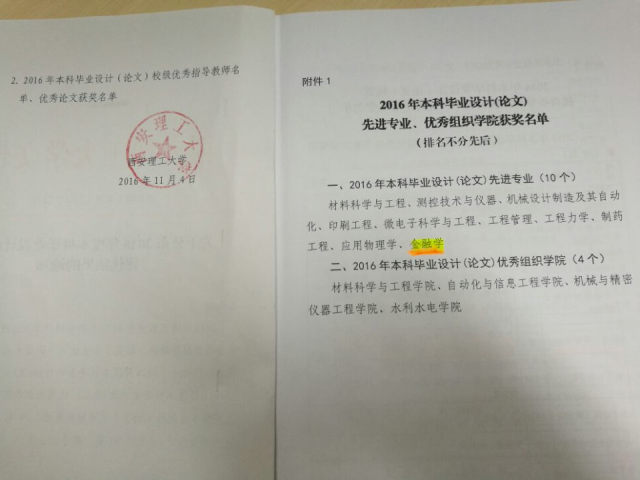 2. 2016年本科毕业设计（论文）校级优秀指导教师名
单、优秀论文获奖名单
西安理工大学
西安理工大学
2016年11月4日
附件1
2016年本科毕业设计(论文)
先进专业、优秀组织学院获奖名单
（排名不分先后）
一、2016年本科毕业设计(论文)先进专业（10个）
材料科学与工程、测控技术与仪器、机械设计制造及其自动
化、印刷工程、微电子科学与工程、工程管理、工程力学、制药
工程、应用物理学、金融学
二、2016年本科毕业设计(论文)优秀组织学院（4个）
材料科学与工程学院、自动化与信息工程学院、机械与精密
仪器工程学院、水利水电学院